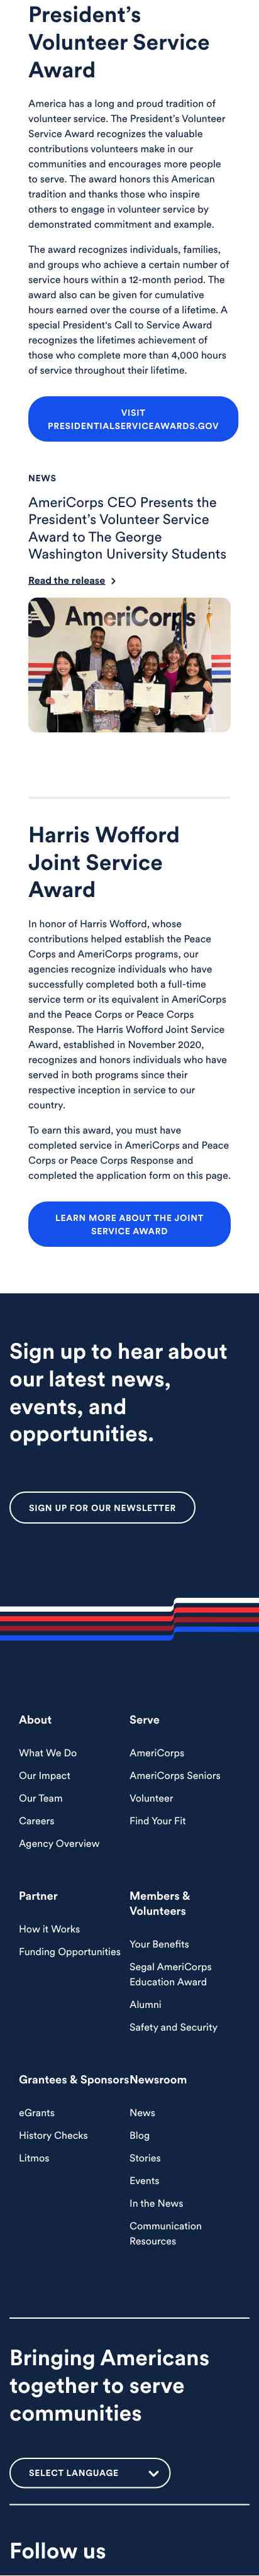 President’s
Volunteer Service
Award
America has a long and proud tradition of
volunteer service. The President’s Volunteer
Service Award recognizes the valuable
contributions volunteers make in our
communities and encourages more people
to serve. The award honors this American
tradition and thanks those who inspire
others to engage in volunteer service by
demonstrated commitment and example.
The award recognizes individuals, families,
and groups who achieve a certain number of
service hours within a 12-month period. The
award also can be given for cumulative
hours earned over the course of a lifetime. A
special President's Call to Service Award
recognizes the lifetimes achievement of
those who complete more than 4,000 hours
of service throughout their lifetime.
VISIT
PRESIDENTIALSERVICEAWARDS.GOV
NEWS
AmeriCorps CEO Presents the
President’s Volunteer Service
Award to The George
Washington University Students
Read the release
AmeriCorps
Harris Wofford
Joint Service
Award
In honor of Harris Wofford, whose
contributions helped establish the Peace
Corps and AmeriCorps programs, our
agencies recognize individuals who have
successfully completed both a full-time
service term or its equivalent in AmeriCorps
and the Peace Corps or Peace Corps
Response. The Harris Wofford Joint Service
Award, established in November 2020,
recognizes and honors individuals who have
served in both programs since their
respective inception in service to our
country.
To earn this award, you must have
completed service in AmeriCorps and Peace
Corps or Peace Corps Response and
completed the application form on this page.
LEARN MORE ABOUT THE JOINT
SERVICE AWARD
Sign up to hear about
our latest news,
events, and
opportunities.
SIGN UP FOR OUR NEWSLETTER
About
What We Do
Our Impact
Our Team
Careers
Agency Overview
Serve
AmeriCorps
AmeriCorps Seniors
Volunteer
Find Your Fit
Partner
How it Works
Funding Opportunities
Members &
Volunteers
Your Benefits
Segal AmeriCorps
Education Award
Alumni
Safety and Security
Grantees & Sponsors
eGrants
History Checks
Litmos
Newsroom
News
Blog
Stories
Events
In the News
Communication
Resources
Bringing Americans
together to serve
communities
SELECT LANGUAGE
Follow us